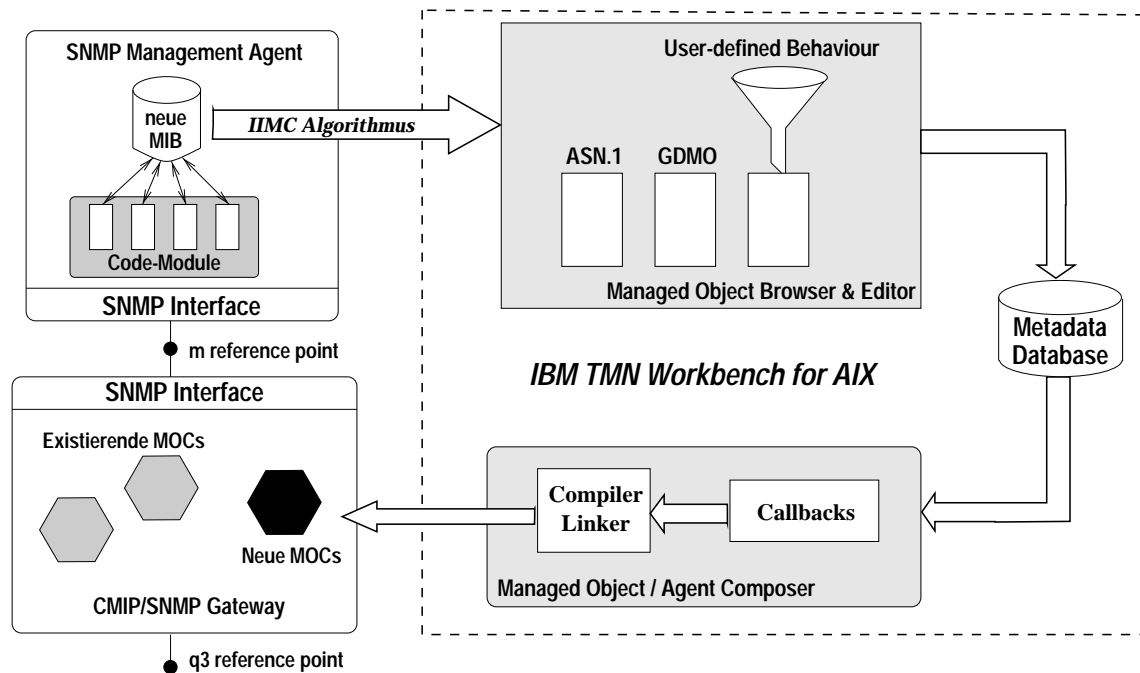 SNMP Management Agent
neue
MIB
Code-Module
SNMP Interface
m reference point
SNMP Interface
Existierende MOCs
Neue MOCs
CMIP/SNMP Gateway
q3 reference point
IIMC Algorithmus
User-defined Behaviour
ASN.1
GDMO
Managed Object Browser & Editor
IBM TMN Workbench for AIX
Metadata
Database
Compiler
Linker
Callbacks
Managed Object / Agent Composer